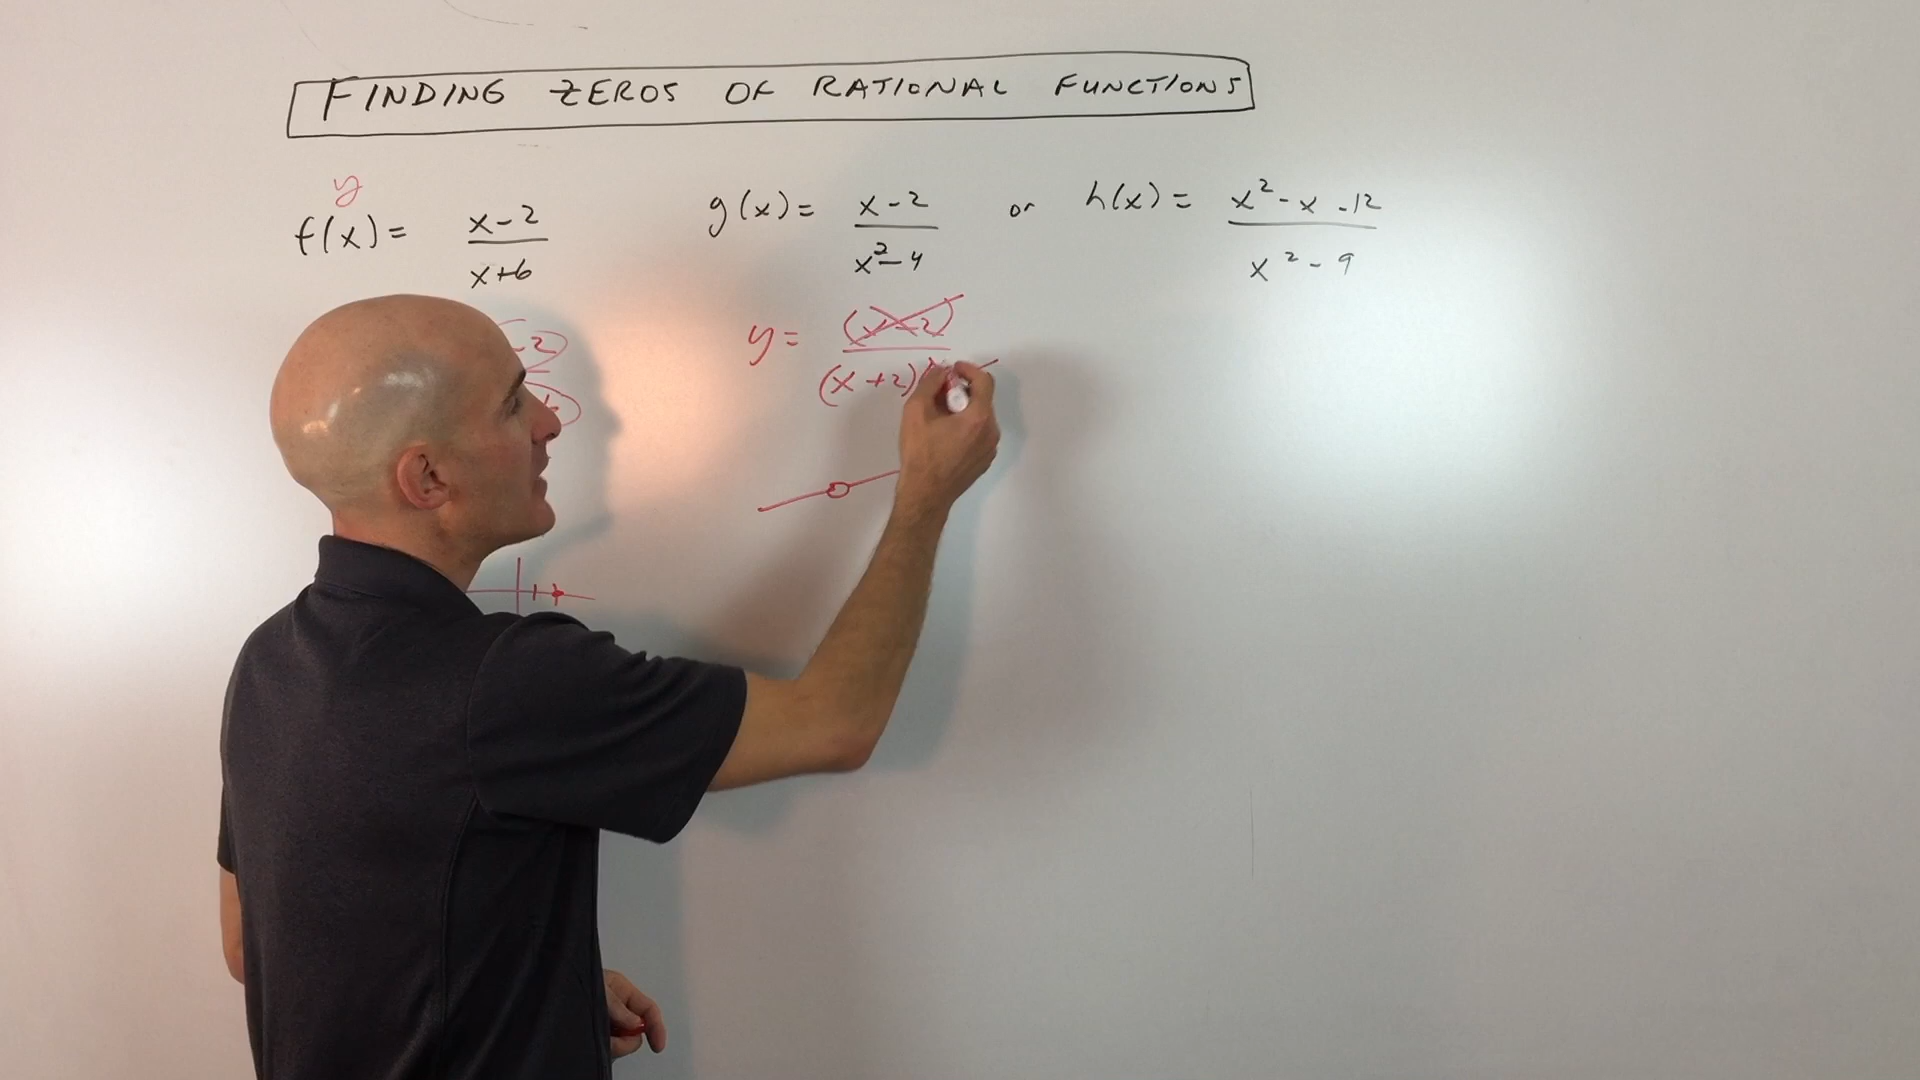 FINDING ZEROS OF RATIONAL FUNCTIONS
y
f(x) = x-2 / x+6
g(x) = x-2 / x²-4 or h(x) = x²-x-12 / x²-9
y = (x-2) / (x+2)